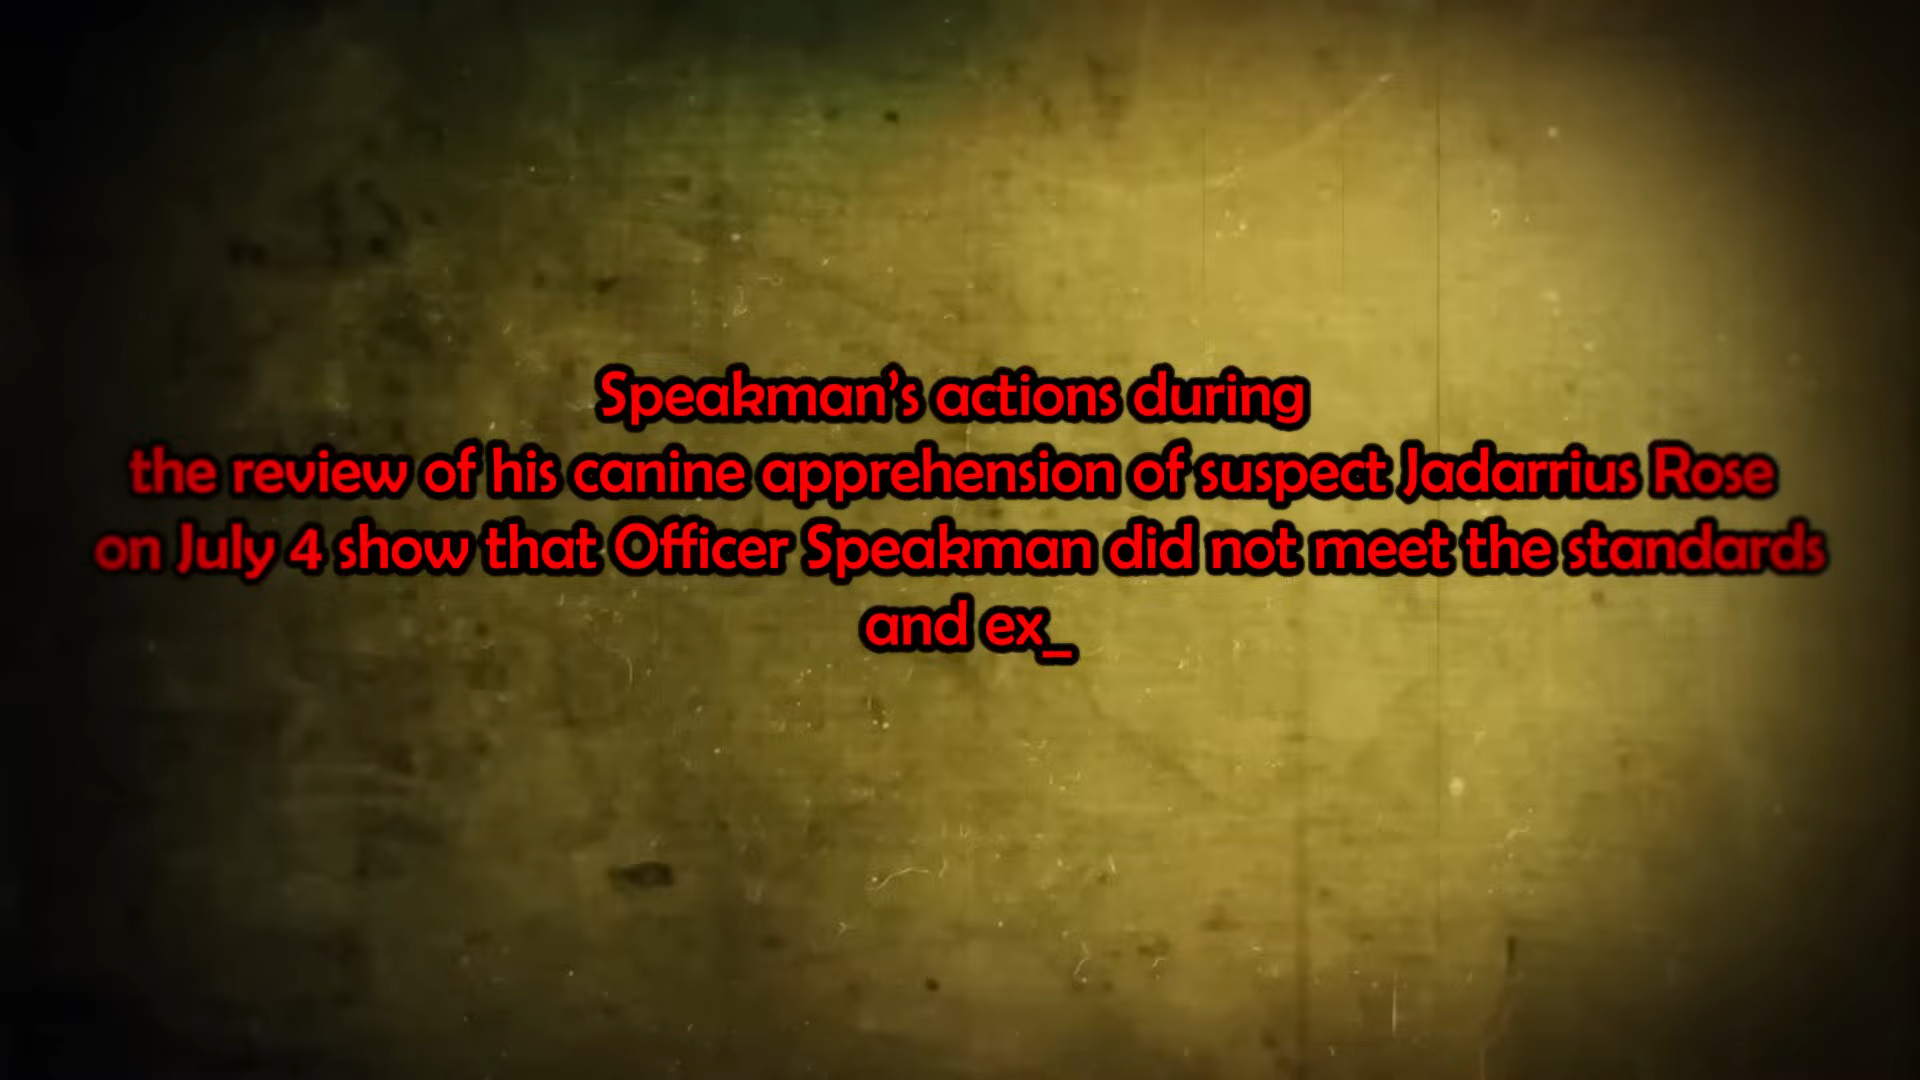 Speakman’s actions during
the review of his canine apprehension of suspect Jadarrius Rose
on July 4 show that Officer Speakman did not meet the standards
and ex_